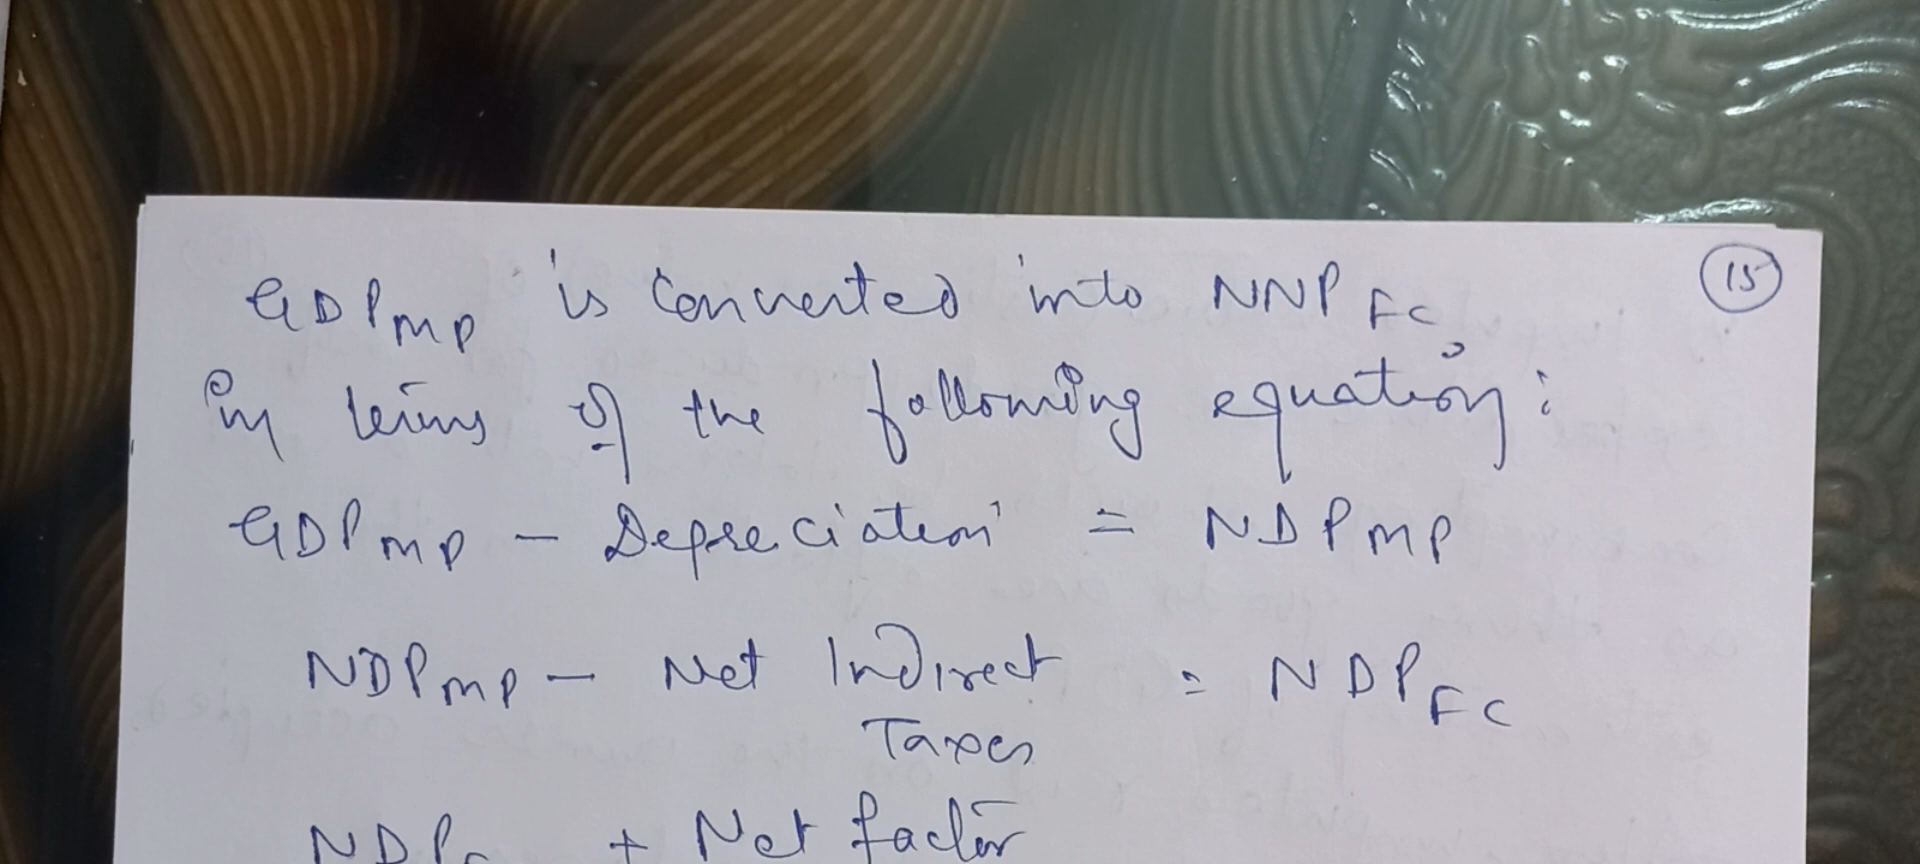 15
GDPMP is converted into NNPFC
in terms of the following equation:
GDPMP - Depreciation = NDPMP
NDPMP - Net Indirect = NDPFC
Taxes
+ Net factor